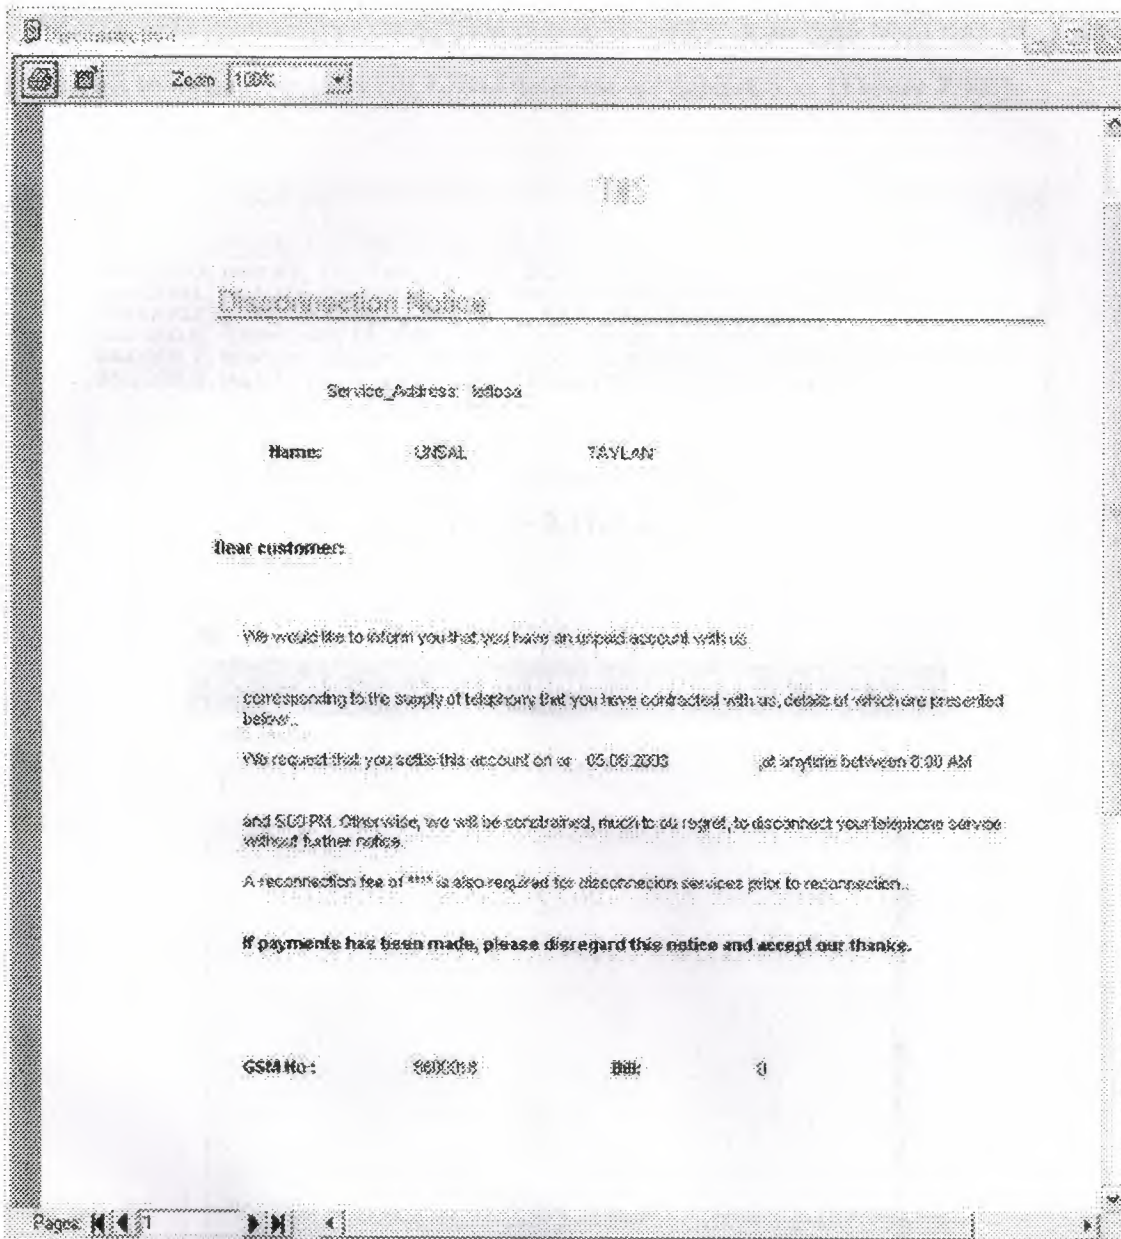 Disconnection
Zoom 100%
Disconnection Notice
Service_Address:
Name: UNSAL TAYLAN
Dear customer:
We would like to inform you that you have an unpaid account with us
corresponding to the supply of telephony that you have contracted with us, details of which are presented
below..
We request that you settle this account on or 05.06.2003 ,at anytime between 8:00 AM
and 5:00 PM. Otherwise, we will be constrained, much to ou regret, to disconnect your telephone service
without further notice.
A reconnection fee of **** is also required for disconnecion services prior to reconnection..
If payments has been made, please disregard this notice and accept our thanks.
GSM No : Bill: 0
Pages: 1